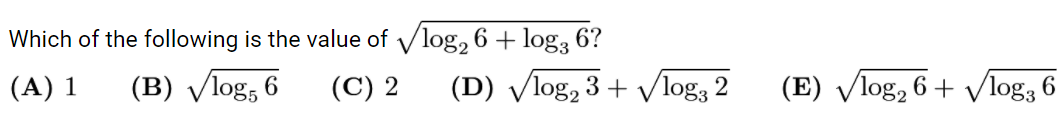 Which of the following is the value of √(log₂ 6 + log₃ 6)?
(A) 1 (B) √(log₅ 6) (C) 2 (D) √(log₂ 3) + √(log₃ 2) (E) √(log₂ 6) + √(log₃ 6)